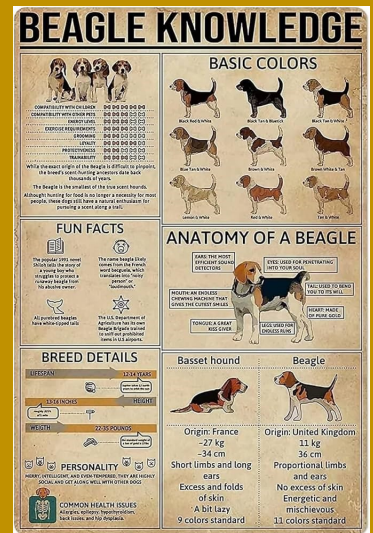 BEAGLE KNOWLEDGE
COMPATIBILITY WITH CHILDREN
COMPATIBILITY WITH OTHER PETS
ENERGY LEVEL
EXERCISE REQUIREMENTS
GROOMING
LOYALTY
PROTECTIVENESS
TRAINABILITY
While the exact origin of the Beagle is difficult to pinpoint,
the breed's scent-hunting ancestors date back
thousands of years.
The Beagle is the smallest of the true scent hounds.
Althought hunting for food is no longer a necessity for most
people, these dogs still have a natural enthusiasm for
pursuing a scent along a trail.
BASIC COLORS
Black Red & White
Black Tan & Bluetick
Black Tan & White
Blue Tan & White
Brown & White
Brown White & Tan
Lemon & White
Red & White
Tan & White
FUN FACTS
The popular 1991 novel
Shiloh tells the story of
a young boy who
struggles to protect a
runaway beagle from
his abusive owner.
The name beagle likely
comes from the French
word begueule, which
translates into "noisy
person" or
"loudmouth."
All purebred beagles
have white-tipped tails
The U.S. Department of
Agriculture has its own
Beagle Brigade trained
to sniff out prohibited
items in U.S. airports.
ANATOMY OF A BEAGLE
EARS: THE MOST
EFFICIENT SOUND
DETECTORS
EYES: USED FOR PENETRATING
INTO YOUR SOUL
TAIL: USED TO BEND
YOU TO ITS WILL
MOUTH: AN ENDLESS
CHEWING MACHINE THAT
GIVES THE CUTEST SMILES
HEART: MADE
OF PURE GOLD
TONGUE: A GREAT
KISS GIVER
LEGS: USED FOR
ENDLESS RUNS
BREED DETAILS
LIFESPAN
12-14 YEARS
13-16 INCHES
HEIGHT
WEIGTH
22-35 POUNDS
PERSONALITY
MERRY, INTELLIGENT, AND EVEN-TEMPERED. THEY ARE HIGHLY
SOCIAL AND GET ALONG WELL WITH OTHER DOGS
COMMON HEALTH ISSUES
Allergies, epilepsy, hypothyroidism,
back issues, and hip dysplasia.
Basset hound
Origin: France
~27 kg
~34 cm
Short limbs and long
ears
Excess and folds
of skin
A bit lazy
9 colors standard
Beagle
Origin: United Kingdom
11 kg
36 cm
Proportional limbs
and ears
No excess of skin
Energetic and
mischievous
11 colors standard